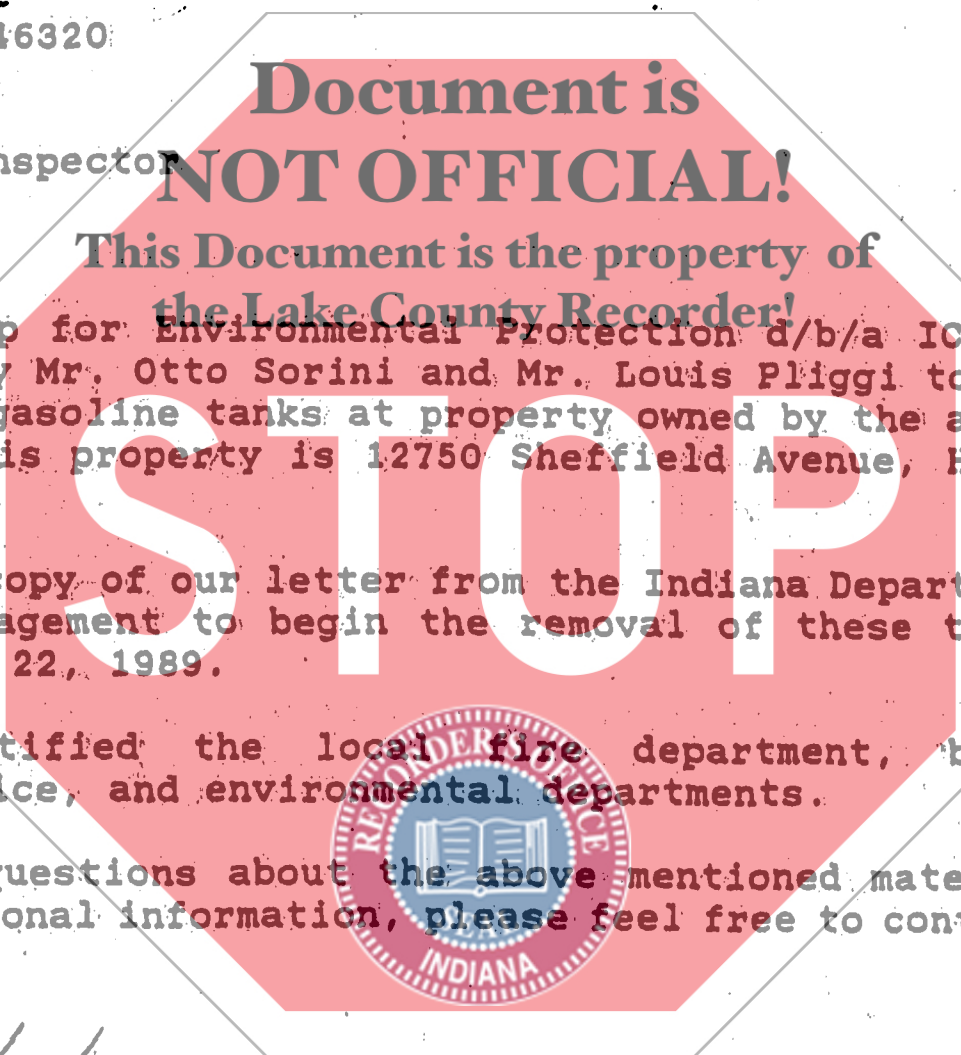 46320
Document is
nspector
NOT OFFICIAL!
This Document is the property of
the Lake County Recorder!
p for Environmental Protection d/b/a IC
y Mr. Otto Sorini and Mr. Louis Pliggi to
gasoline tanks at property owned by the a
is property is 12750 Sheffield Avenue, H
STOP
copy of our letter from the Indiana Depart
agement to begin the removal of these t
22, 1989.
tified the local fire department, b
ice, and environmental departments.
RECORDER'S OFFICE
SEAL
INDIANA
uestions about the above mentioned mate
onal information, please feel free to cont